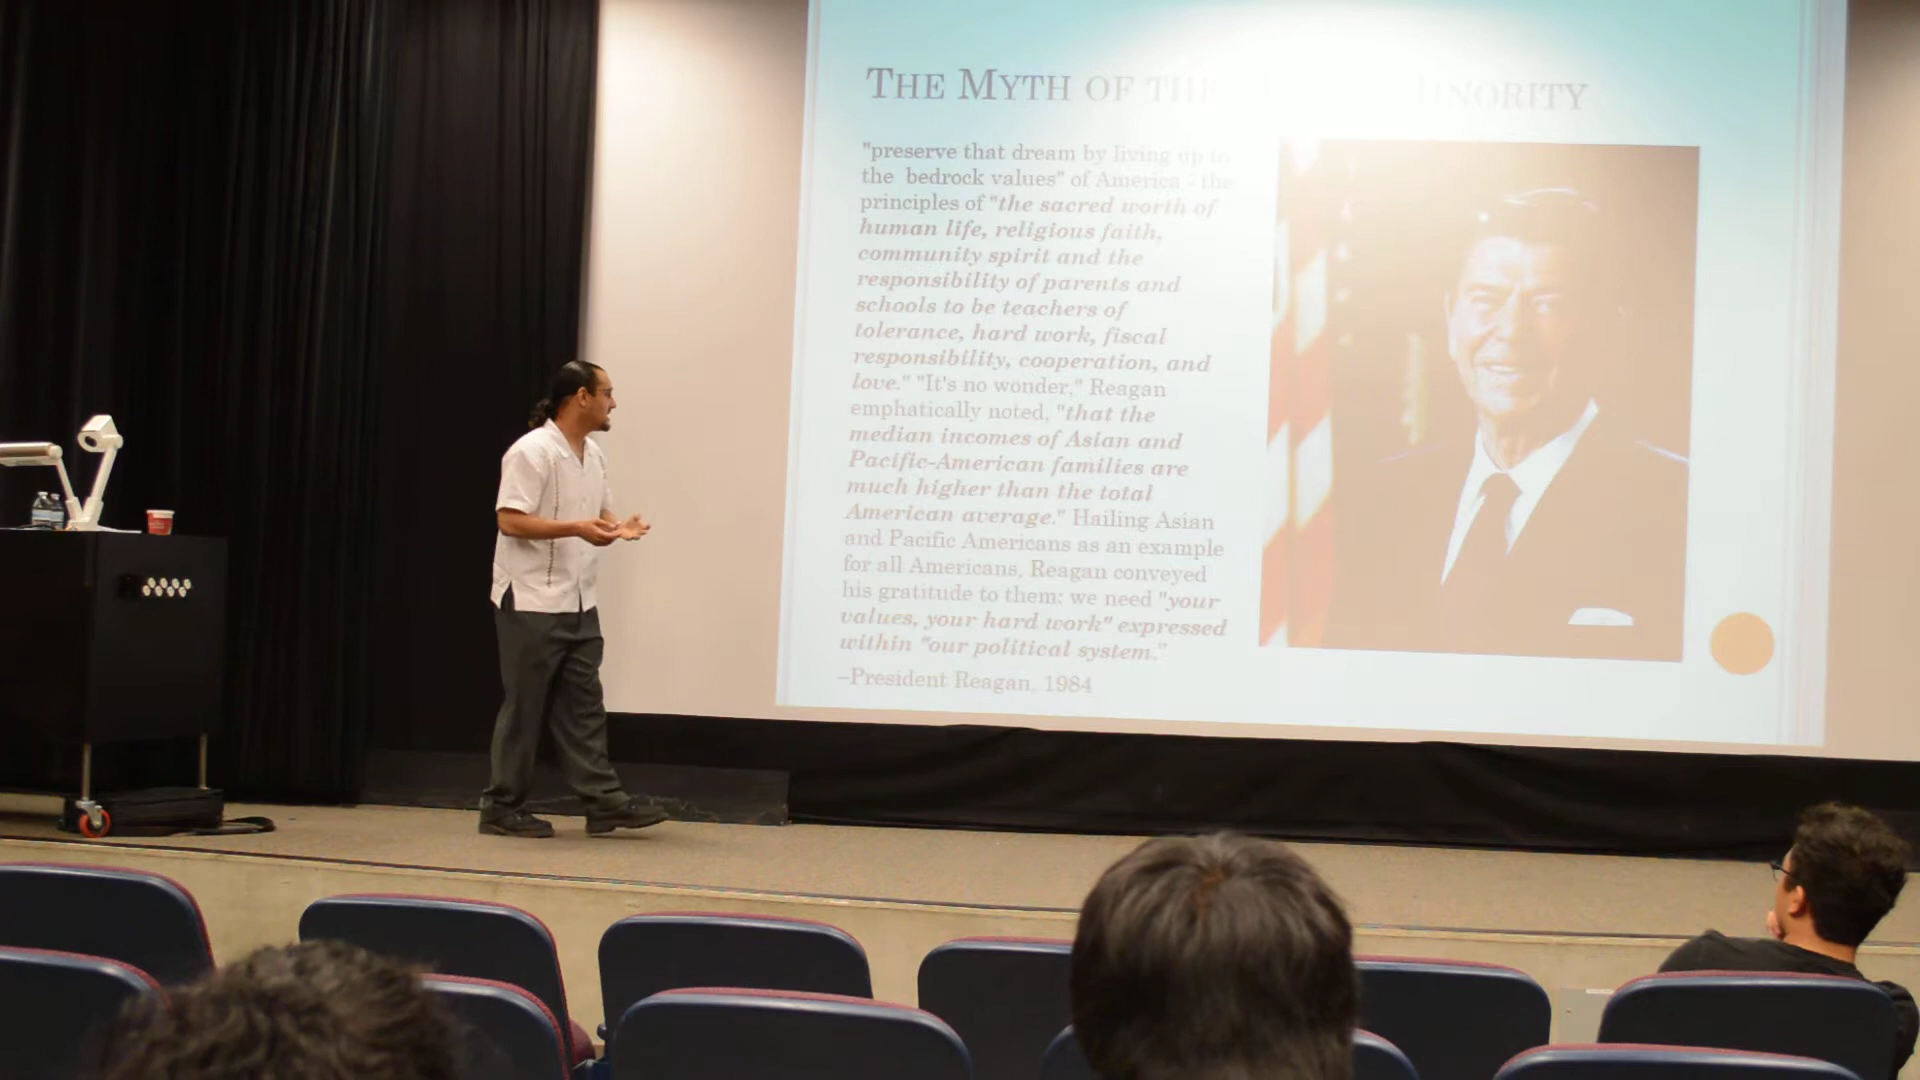 THE MYTH OF THE MINORITY
"preserve that dream by living up to
the bedrock values" of America - the
principles of "the sacred worth of
human life, religious faith,
community spirit and the
responsibility of parents and
schools to be teachers of
tolerance, hard work, fiscal
responsibility, cooperation, and
love." "It's no wonder," Reagan
emphatically noted, "that the
median incomes of Asian and
Pacific-American families are
much higher than the total
American average." Hailing Asian
and Pacific Americans as an example
for all Americans, Reagan conveyed
his gratitude to them: we need "your
values, your hard work" expressed
within "our political system."
–President Reagan, 1984